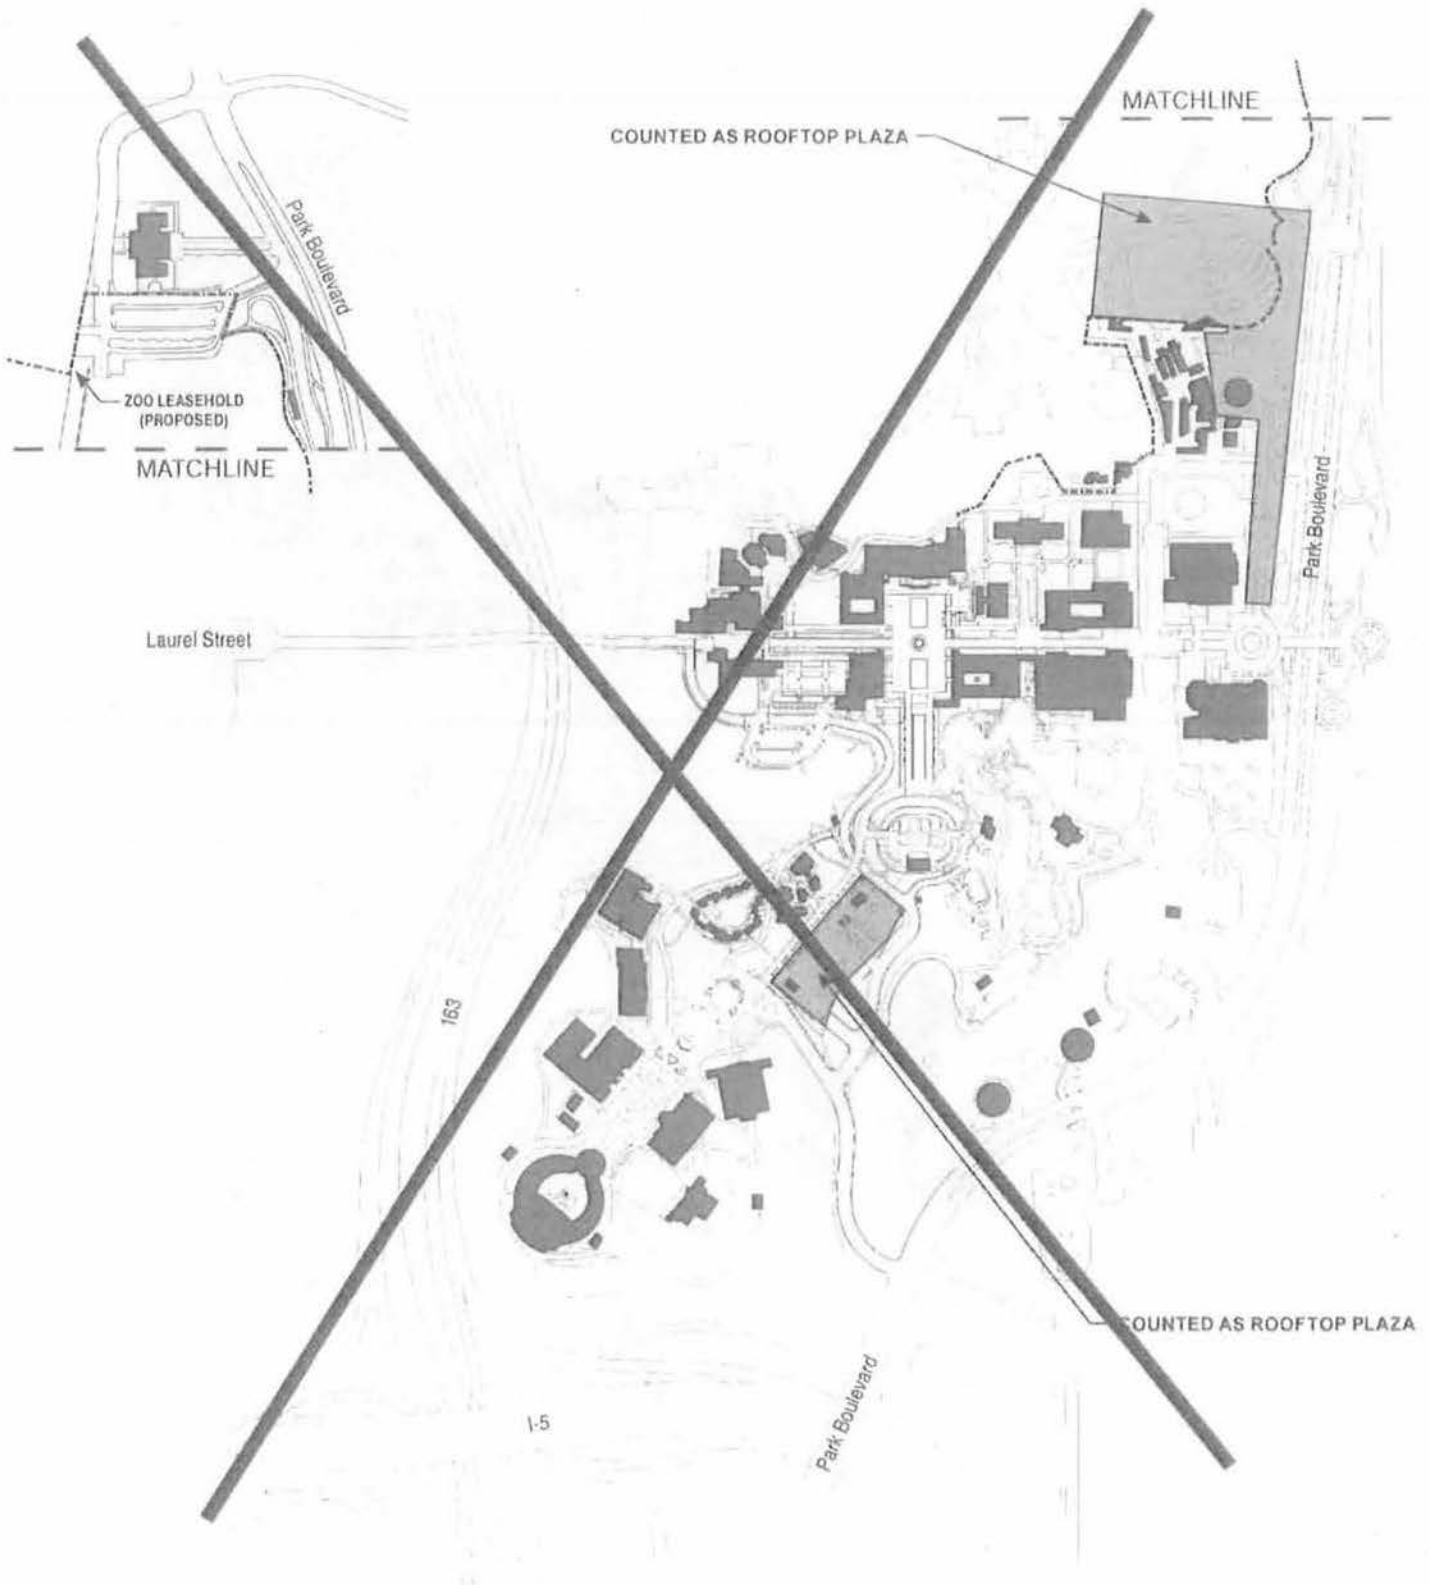 MATCHLINE
COUNTED AS ROOFTOP PLAZA
Park Boulevard
ZOO LEASEHOLD
(PROPOSED)
MATCHLINE
Park Boulevard
Laurel Street
163
COUNTED AS ROOFTOP PLAZA
Park Boulevard
I-5